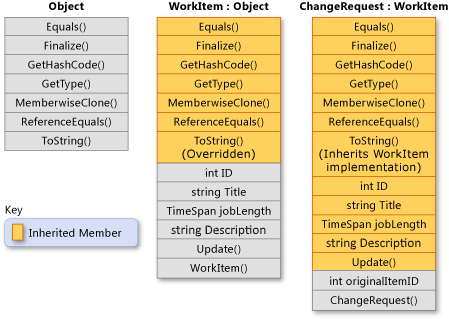 Object
Equals()
Finalize()
GetHashCode()
GetType()
MemberwiseClone()
ReferenceEquals()
ToString()
Key
Inherited Member
WorkItem : Object
Equals()
Finalize()
GetHashCode()
GetType()
MemberwiseClone()
ReferenceEquals()
ToString()
(Overridden)
int ID
string Title
TimeSpan jobLength
string Description
Update()
WorkItem()
ChangeRequest : WorkItem
Equals()
Finalize()
GetHashCode()
GetType()
MemberwiseClone()
ReferenceEquals()
ToString()
(Inherits WorkItem
implementation)
int ID
string Title
TimeSpan jobLength
string Description
Update()
int originalItemID
ChangeRequest()